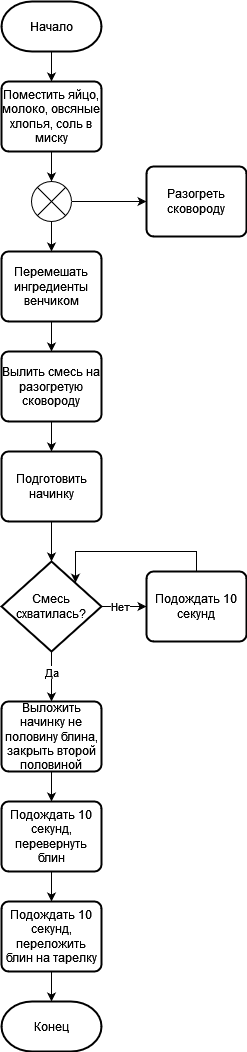 Начало
Поместить яйцо,
молоко, овсяные
хлопья, соль в
миску
Разогреть
сковороду
Перемешать
ингредиенты
венчиком
Вылить смесь на
разогретую
сковороду
Подготовить
начинку
Смесь
схватилась?
Нет
Подождать 10
секунд
Да
Выложить
начинку не
половину блина,
закрыть второй
половиной
Подождать 10
секунд,
перевернуть
блин
Подождать 10
секунд,
переложить
блин на тарелку
Конец